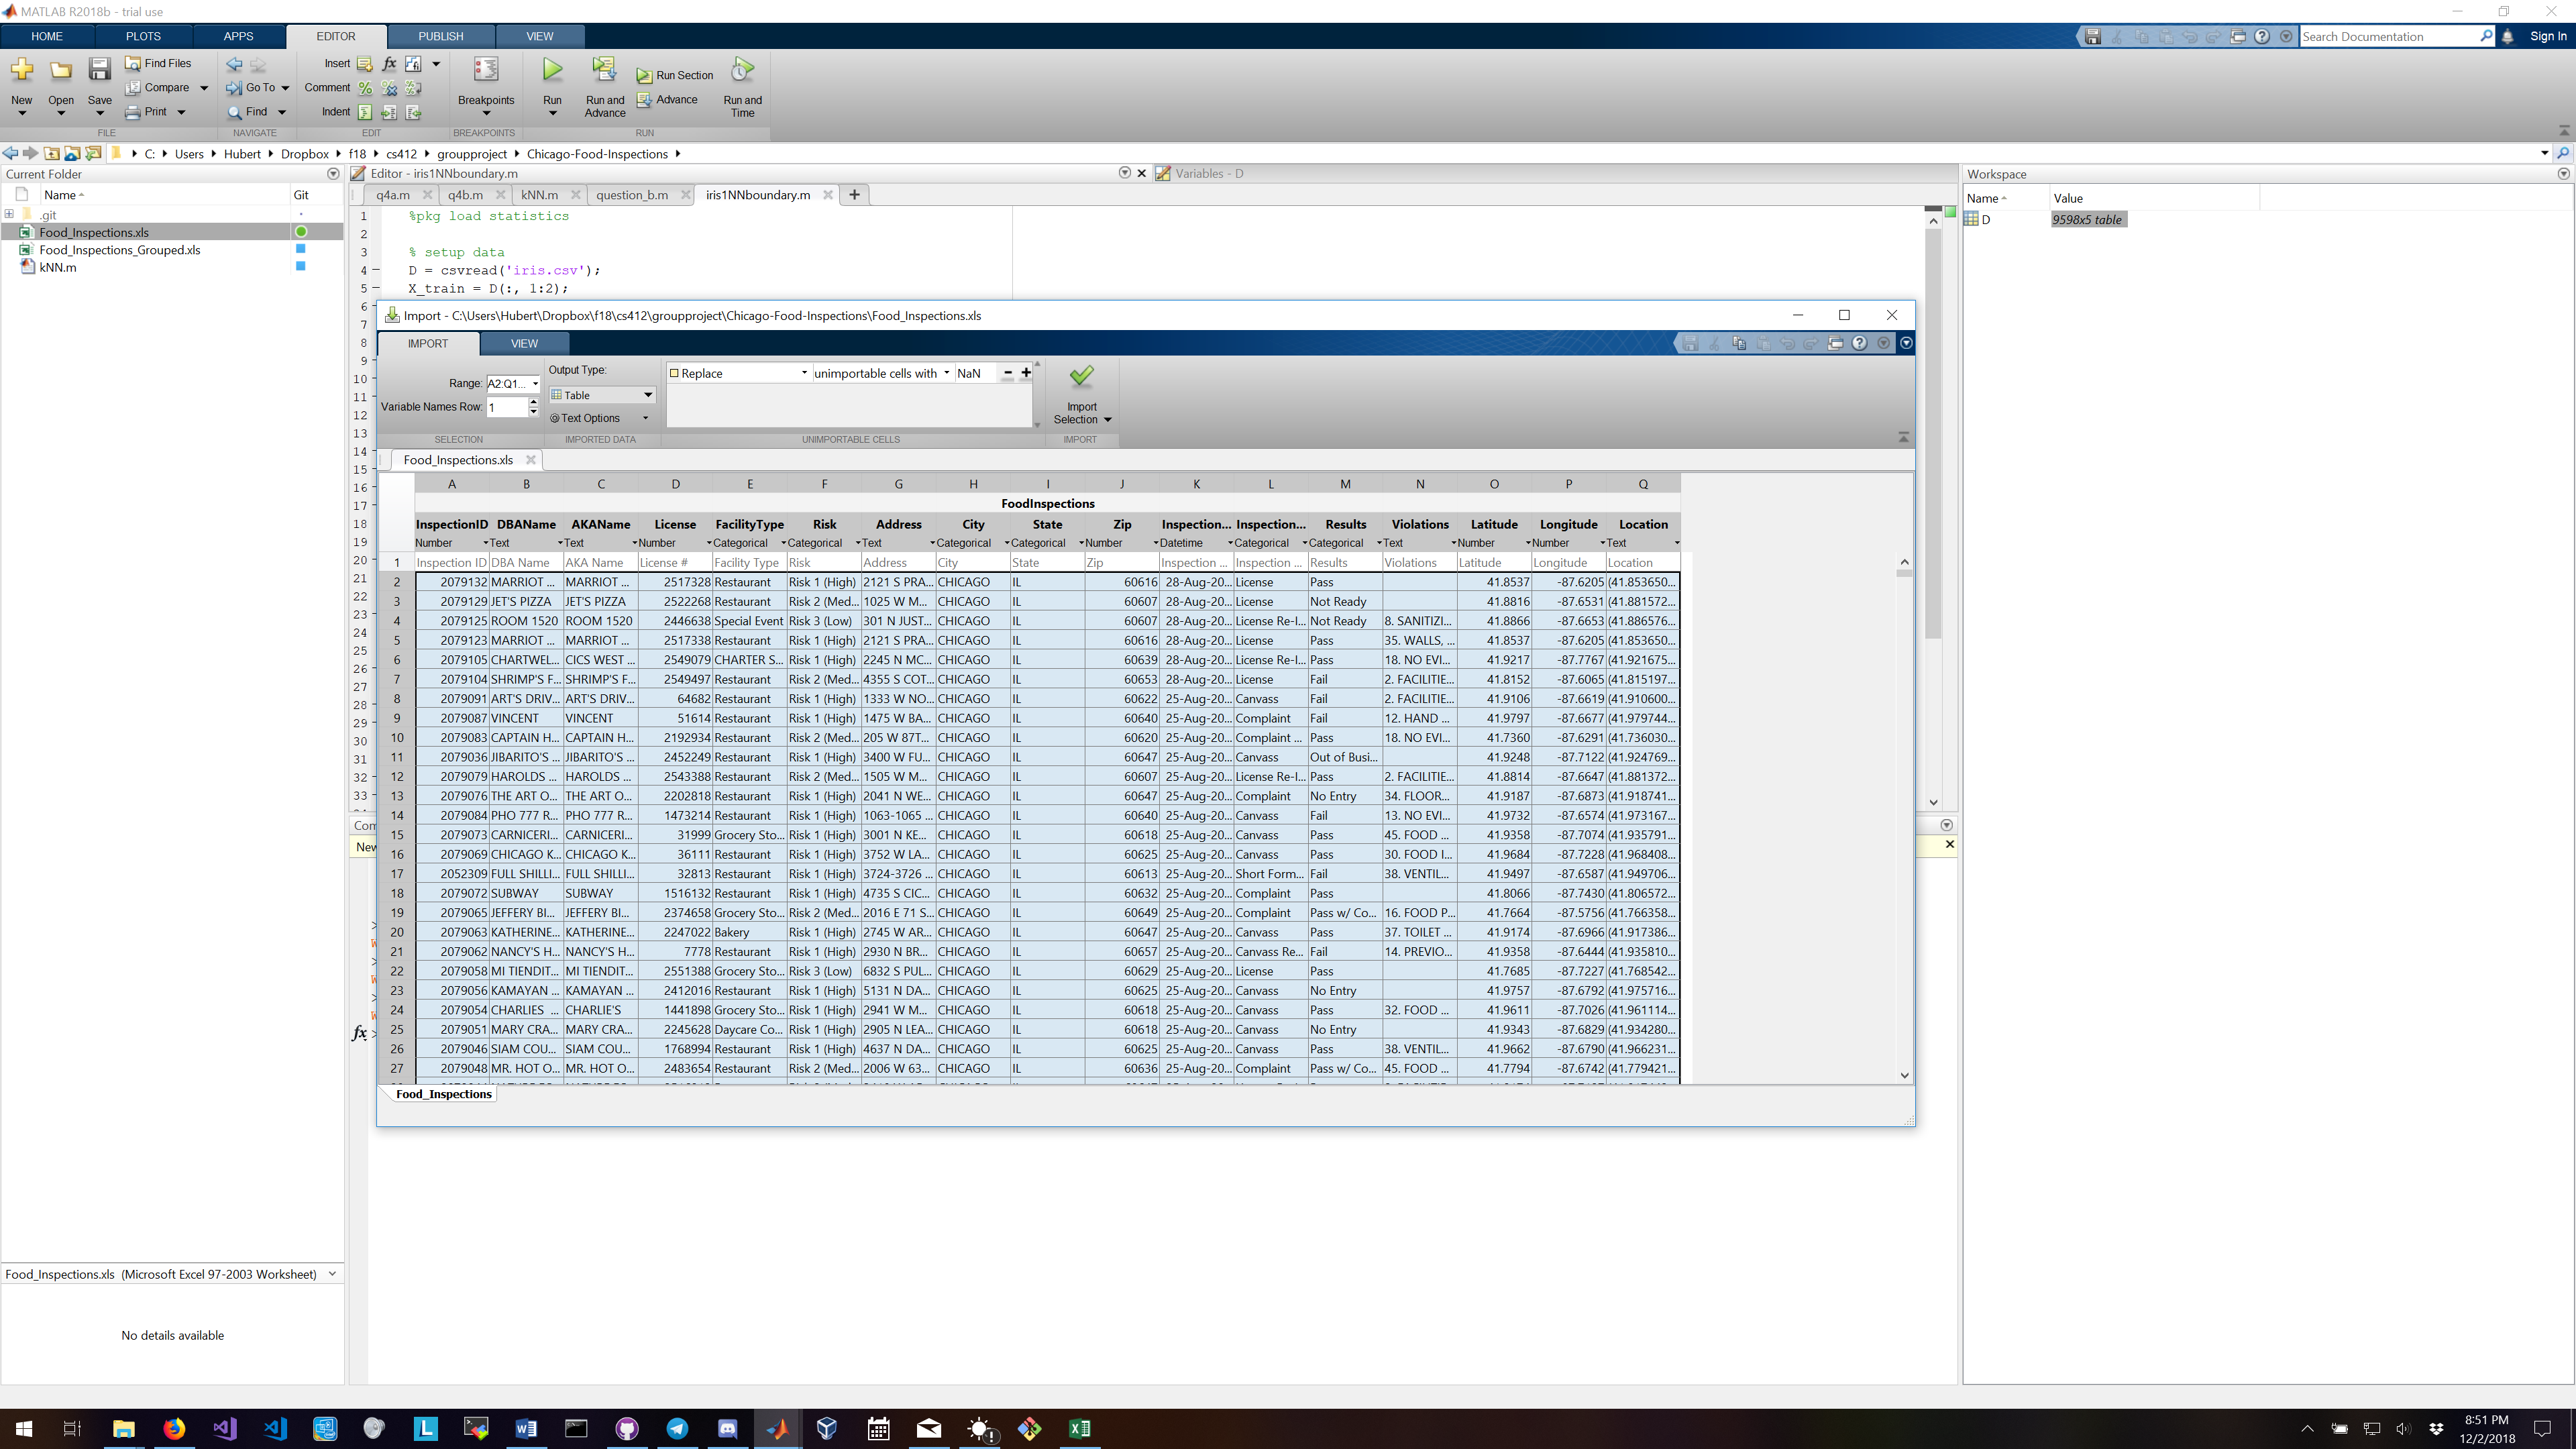 MATLAB R2018b - trial use
HOME PLOTS APPS EDITOR PUBLISH VIEW
Search Documentation
Sign In
New Open Save
Find Files
Compare
Print
Go To
Find
Insert
Comment
Indent
Breakpoints
Run
Run and Advance
Run Section
Advance
Run and Time
FILE NAVIGATE EDIT BREAKPOINTS RUN
C: Users Hubert Dropbox f18 cs412 groupproject Chicago-Food-Inspections
Current Folder
Name Git
.git
Food_Inspections.xls
Food_Inspections_Grouped.xls
kNN.m
Food_Inspections.xls (Microsoft Excel 97-2003 Worksheet)
No details available
Editor - iris1NNboundary.m
Variables - D
q4a.m q4b.m kNN.m question_b.m iris1NNboundary.m
1 %pkg load statistics
2
3 % setup data
4 D = csvread('iris.csv');
5 X_train = D(:, 1:2);
6
7
8
9
10
11
12
13
14
15
16
17
18
19
20
21
22
23
24
25
26
27
28
29
30
31
32
33
Com
New
fx
Workspace
Name Value
D 9598x5 table
Import - C:\Users\Hubert\Dropbox\f18\cs412\groupproject\Chicago-Food-Inspections\Food_Inspections.xls
IMPORT VIEW
Range: A2:Q1...
Variable Names Row: 1
Output Type:
Table
Text Options
Replace unimportable cells with NaN
Import Selection
SELECTION IMPORTED DATA UNIMPORTABLE CELLS IMPORT
Food_Inspections.xls
A B C D E F G H I J K L M N O P Q
FoodInspections
InspectionID DBAName AKAName License FacilityType Risk Address City State Zip Inspection... Inspection... Results Violations Latitude Longitude Location
Number Text Text Number Categorical Categorical Text Categorical Categorical Number Datetime Categorical Categorical Text Number Number Text
1 Inspection ID DBA Name AKA Name License # Facility Type Risk Address City State Zip Inspection ... Inspection ... Results Violations Latitude Longitude Location
2 2079132 MARRIOT ... MARRIOT ... 2517328 Restaurant Risk 1 (High) 2121 S PRA... CHICAGO IL 60616 28-Aug-20... License Pass 41.8537 -87.6205 (41.853650...
3 2079129 JET'S PIZZA JET'S PIZZA 2522268 Restaurant Risk 2 (Med... 1025 W M... CHICAGO IL 60607 28-Aug-20... License Not Ready 41.8816 -87.6531 (41.881572...
4 2079125 ROOM 1520 ROOM 1520 2446638 Special Event Risk 3 (Low) 301 N JUST... CHICAGO IL 60607 28-Aug-20... License Re-I... Not Ready 8. SANITIZI... 41.8866 -87.6653 (41.886576...
5 2079123 MARRIOT ... MARRIOT ... 2517338 Restaurant Risk 1 (High) 2121 S PRA... CHICAGO IL 60616 28-Aug-20... License Pass 35. WALLS, ... 41.8537 -87.6205 (41.853650...
6 2079105 CHARTWEL... CICS WEST ... 2549079 CHARTER S... Risk 1 (High) 2245 N MC... CHICAGO IL 60639 28-Aug-20... License Re-I... Pass 18. NO EVI... 41.9217 -87.7767 (41.921675...
7 2079104 SHRIMP'S F... SHRIMP'S F... 2549497 Restaurant Risk 2 (Med... 4355 S COT... CHICAGO IL 60653 28-Aug-20... License Fail 2. FACILITIE... 41.8152 -87.6065 (41.815197...
8 2079091 ART'S DRIV... ART'S DRIV... 64682 Restaurant Risk 1 (High) 1333 W NO... CHICAGO IL 60622 25-Aug-20... Canvass Fail 2. FACILITIE... 41.9106 -87.6619 (41.910600...
9 2079087 VINCENT VINCENT 51614 Restaurant Risk 1 (High) 1475 W BA... CHICAGO IL 60640 25-Aug-20... Complaint Fail 12. HAND ... 41.9797 -87.6677 (41.979744...
10 2079083 CAPTAIN H... CAPTAIN H... 2192934 Restaurant Risk 2 (Med... 205 W 87T... CHICAGO IL 60620 25-Aug-20... Complaint ... Pass 18. NO EVI... 41.7360 -87.6291 (41.736030...
11 2079036 JIBARITO'S ... JIBARITO'S ... 2452249 Restaurant Risk 1 (High) 3400 W FU... CHICAGO IL 60647 25-Aug-20... Canvass Out of Busi... 41.9248 -87.7122 (41.924769...
12 2079079 HAROLDS ... HAROLDS ... 2543388 Restaurant Risk 2 (Med... 1505 W M... CHICAGO IL 60607 25-Aug-20... License Re-I... Pass 2. FACILITIE... 41.8814 -87.6647 (41.881372...
13 2079076 THE ART O... THE ART O... 2202818 Restaurant Risk 1 (High) 2041 N WE... CHICAGO IL 60647 25-Aug-20... Complaint No Entry 34. FLOOR... 41.9187 -87.6873 (41.918741...
14 2079084 PHO 777 R... PHO 777 R... 1473214 Restaurant Risk 1 (High) 1063-1065 ... CHICAGO IL 60640 25-Aug-20... Canvass Fail 13. NO EVI... 41.9732 -87.6574 (41.973167...
15 2079073 CARNICERI... CARNICERI... 31999 Grocery Sto... Risk 1 (High) 3001 N KE... CHICAGO IL 60618 25-Aug-20... Canvass Pass 45. FOOD ... 41.9358 -87.7074 (41.935791...
16 2079069 CHICAGO K... CHICAGO K... 36111 Restaurant Risk 1 (High) 3752 W LA... CHICAGO IL 60625 25-Aug-20... Canvass Pass 30. FOOD I... 41.9684 -87.7228 (41.968408...
17 2052309 FULL SHILLI... FULL SHILLI... 32813 Restaurant Risk 1 (High) 3724-3726 ... CHICAGO IL 60613 25-Aug-20... Short Form... Fail 38. VENTIL... 41.9497 -87.6587 (41.949706...
18 2079072 SUBWAY SUBWAY 1516132 Restaurant Risk 1 (High) 4735 S CIC... CHICAGO IL 60632 25-Aug-20... Complaint Pass 41.8066 -87.7430 (41.806572...
19 2079065 JEFFERY BI... JEFFERY BI... 2374658 Grocery Sto... Risk 2 (Med... 2016 E 71 S... CHICAGO IL 60649 25-Aug-20... Complaint Pass w/ Co... 16. FOOD P... 41.7664 -87.5756 (41.766358...
20 2079063 KATHERINE... KATHERINE... 2247022 Bakery Risk 1 (High) 2745 W AR... CHICAGO IL 60647 25-Aug-20... Canvass Pass 37. TOILET ... 41.9174 -87.6966 (41.917386...
21 2079062 NANCY'S H... NANCY'S H... 7778 Restaurant Risk 1 (High) 2930 N BR... CHICAGO IL 60657 25-Aug-20... Canvass Re... Fail 14. PREVIO... 41.9358 -87.6444 (41.935810...
22 2079058 MI TIENDIT... MI TIENDIT... 2551388 Grocery Sto... Risk 3 (Low) 6832 S PUL... CHICAGO IL 60629 25-Aug-20... License Pass 41.7685 -87.7227 (41.768542...
23 2079056 KAMAYAN ... KAMAYAN ... 2412016 Restaurant Risk 1 (High) 5131 N DA... CHICAGO IL 60625 25-Aug-20... Canvass No Entry 41.9757 -87.6792 (41.975716...
24 2079054 CHARLIES ... CHARLIE'S 1441898 Grocery Sto... Risk 1 (High) 2941 W M... CHICAGO IL 60618 25-Aug-20... Canvass Pass 32. FOOD ... 41.9611 -87.7026 (41.961114...
25 2079051 MARY CRA... MARY CRA... 2245628 Daycare Co... Risk 1 (High) 2905 N LEA... CHICAGO IL 60618 25-Aug-20... Canvass No Entry 41.9343 -87.6829 (41.934280...
26 2079046 SIAM COU... SIAM COU... 1768994 Restaurant Risk 1 (High) 4637 N DA... CHICAGO IL 60625 25-Aug-20... Canvass Pass 38. VENTIL... 41.9662 -87.6790 (41.966231...
27 2079048 MR. HOT O... MR. HOT O... 2483654 Restaurant Risk 2 (Med... 2006 W 63... CHICAGO IL 60636 25-Aug-20... Complaint Pass w/ Co... 45. FOOD ... 41.7794 -87.6742 (41.779421...
Food_Inspections
8:51 PM
12/2/2018